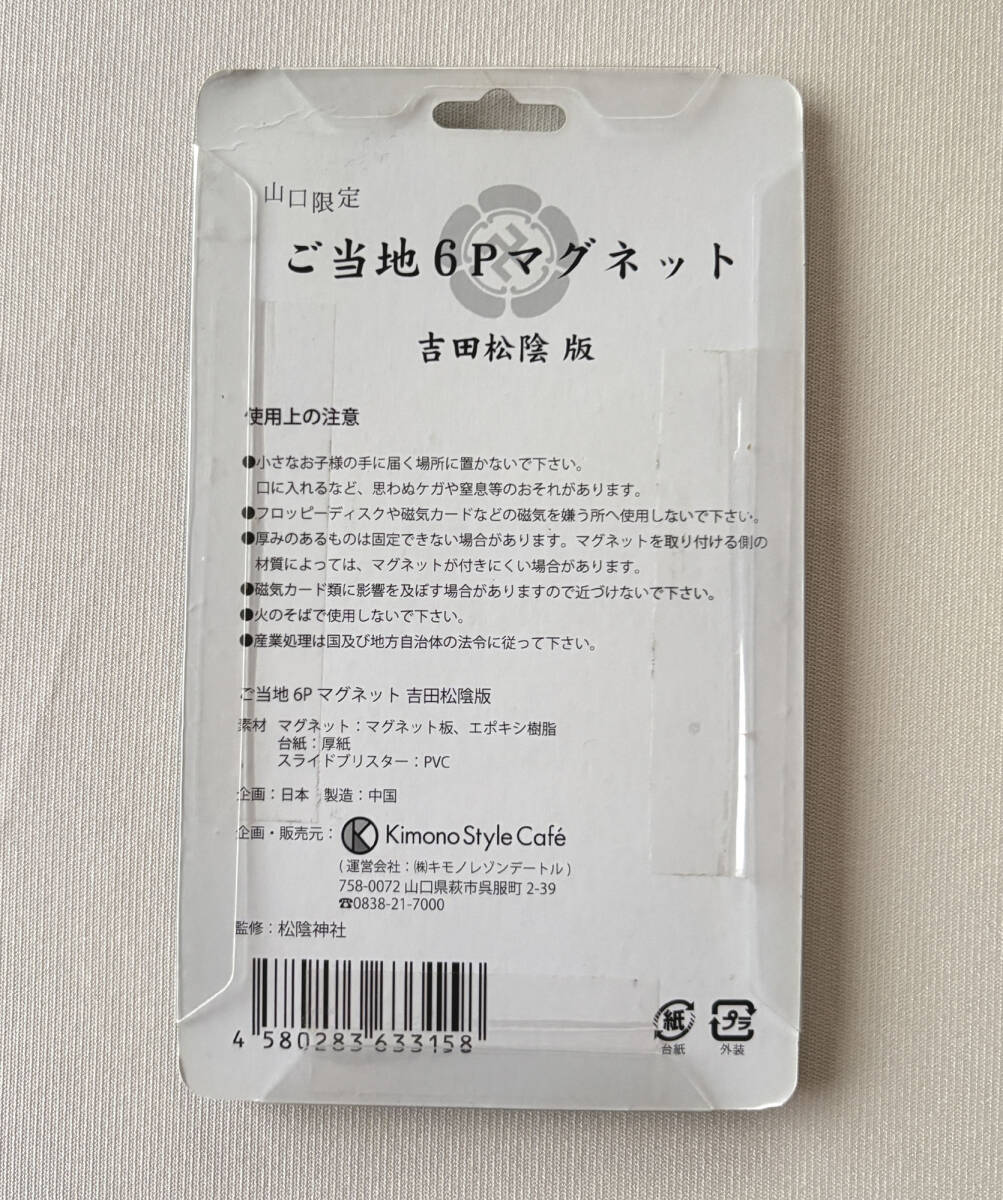 山口限定
ご当地6Pマグネット
吉田松陰 版
使用上の注意
●小さなお子様の手に届く場所に置かないで下さい。
口に入れるなど、思わぬケガや窒息等のおそれがあります。
●フロッピーディスクや磁気カードなどの磁気を嫌う所へ使用しないで下さい。
●厚みのあるものは固定できない場合があります。マグネットを取り付ける側の
材質によっては、マグネットが付きにくい場合があります。
●磁気カード類に影響を及ぼす場合がありますので近づけないで下さい。
●火のそばで使用しないで下さい。
●産業処理は国及び地方自治体の法令に従って下さい。
ご当地 6P マグネット 吉田松陰版
素材 マグネット：マグネット板、エポキシ樹脂
台紙：厚紙
スライドブリスター：PVC
企画：日本 製造：中国
企画・販売元： K Kimono Style Café
(運営会社：㈱キモノレゾンデートル)
758-0072 山口県萩市呉服町 2-39
☎0838-21-7000
監修：松陰神社
4 580283 633158
紙 プラ
台紙 外装